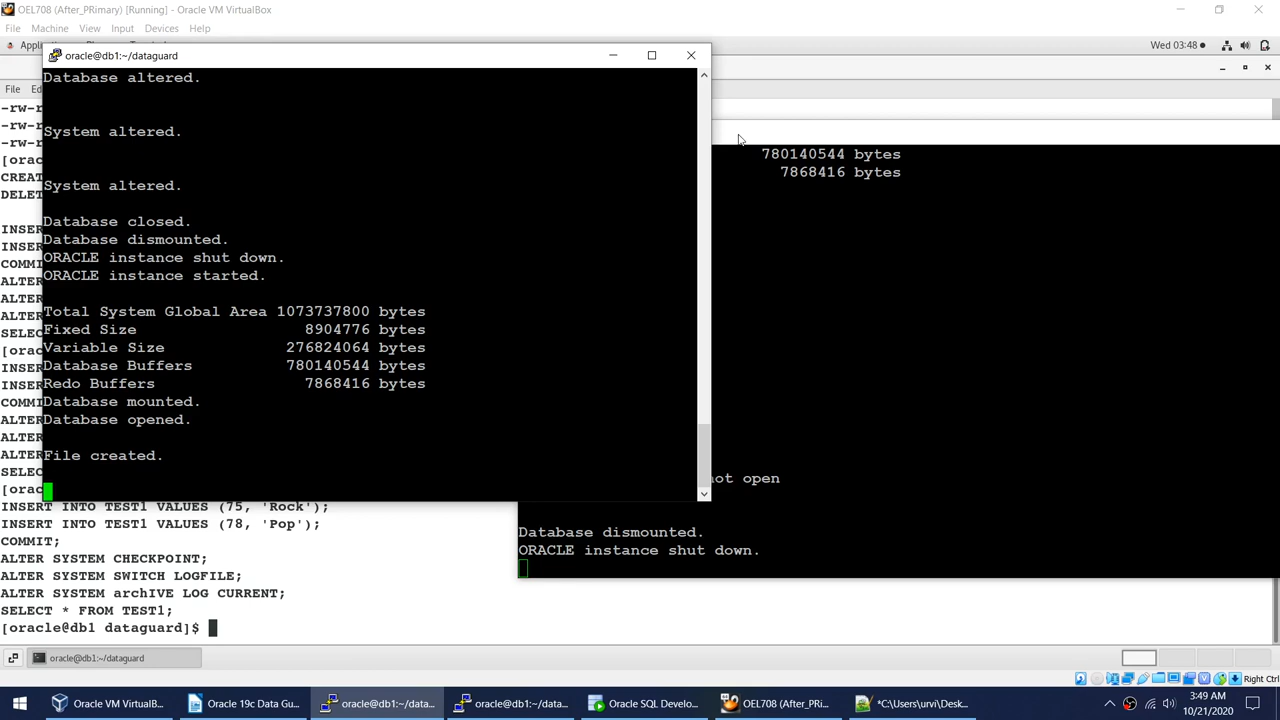 OEL708 (After_PRimary) [Running] - Oracle VM VirtualBox
File Machine View Input Devices Help
Wed 03:48
oracle@db1:~/dataguard
Database altered.
System altered.
System altered.
Database closed.
Database dismounted.
ORACLE instance shut down.
ORACLE instance started.
Total System Global Area 1073737800 bytes
Fixed Size 8904776 bytes
Variable Size 276824064 bytes
Database Buffers 780140544 bytes
Redo Buffers 7868416 bytes
Database mounted.
Database opened.
File created.
780140544 bytes
7868416 bytes
not open
Database dismounted.
ORACLE instance shut down.
File
INSERT INTO TEST1 VALUES (75, 'Rock');
INSERT INTO TEST1 VALUES (78, 'Pop');
COMMIT;
ALTER SYSTEM CHECKPOINT;
ALTER SYSTEM SWITCH LOGFILE;
ALTER SYSTEM archIVE LOG CURRENT;
SELECT * FROM TEST1;
[oracle@db1 dataguard]$
oracle@db1:~/dataguard
Right Ctrl
Oracle VM VirtualB... Oracle 19c Data Gu... oracle@db1:~/data... oracle@db1:~/data... Oracle SQL Develo... OEL708 (After_PRi... *C:\Users\urvi\Desk...
3:49 AM
10/21/2020